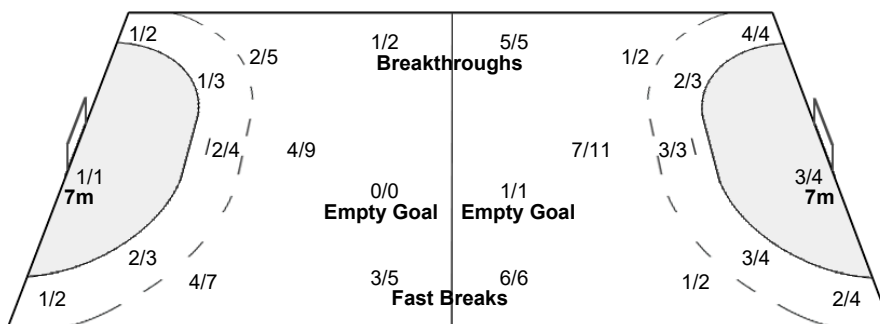 1/2 4/4
2/5 1/2 5/5 1/2
Breakthroughs
1/3 2/3
2/4 4/9 7/11 3/3
1/1 3/4
7m 0/0 1/1 7m
Empty Goal Empty Goal
2/3 3/4
4/7 3/5 6/6 1/2
1/2 Fast Breaks 2/4